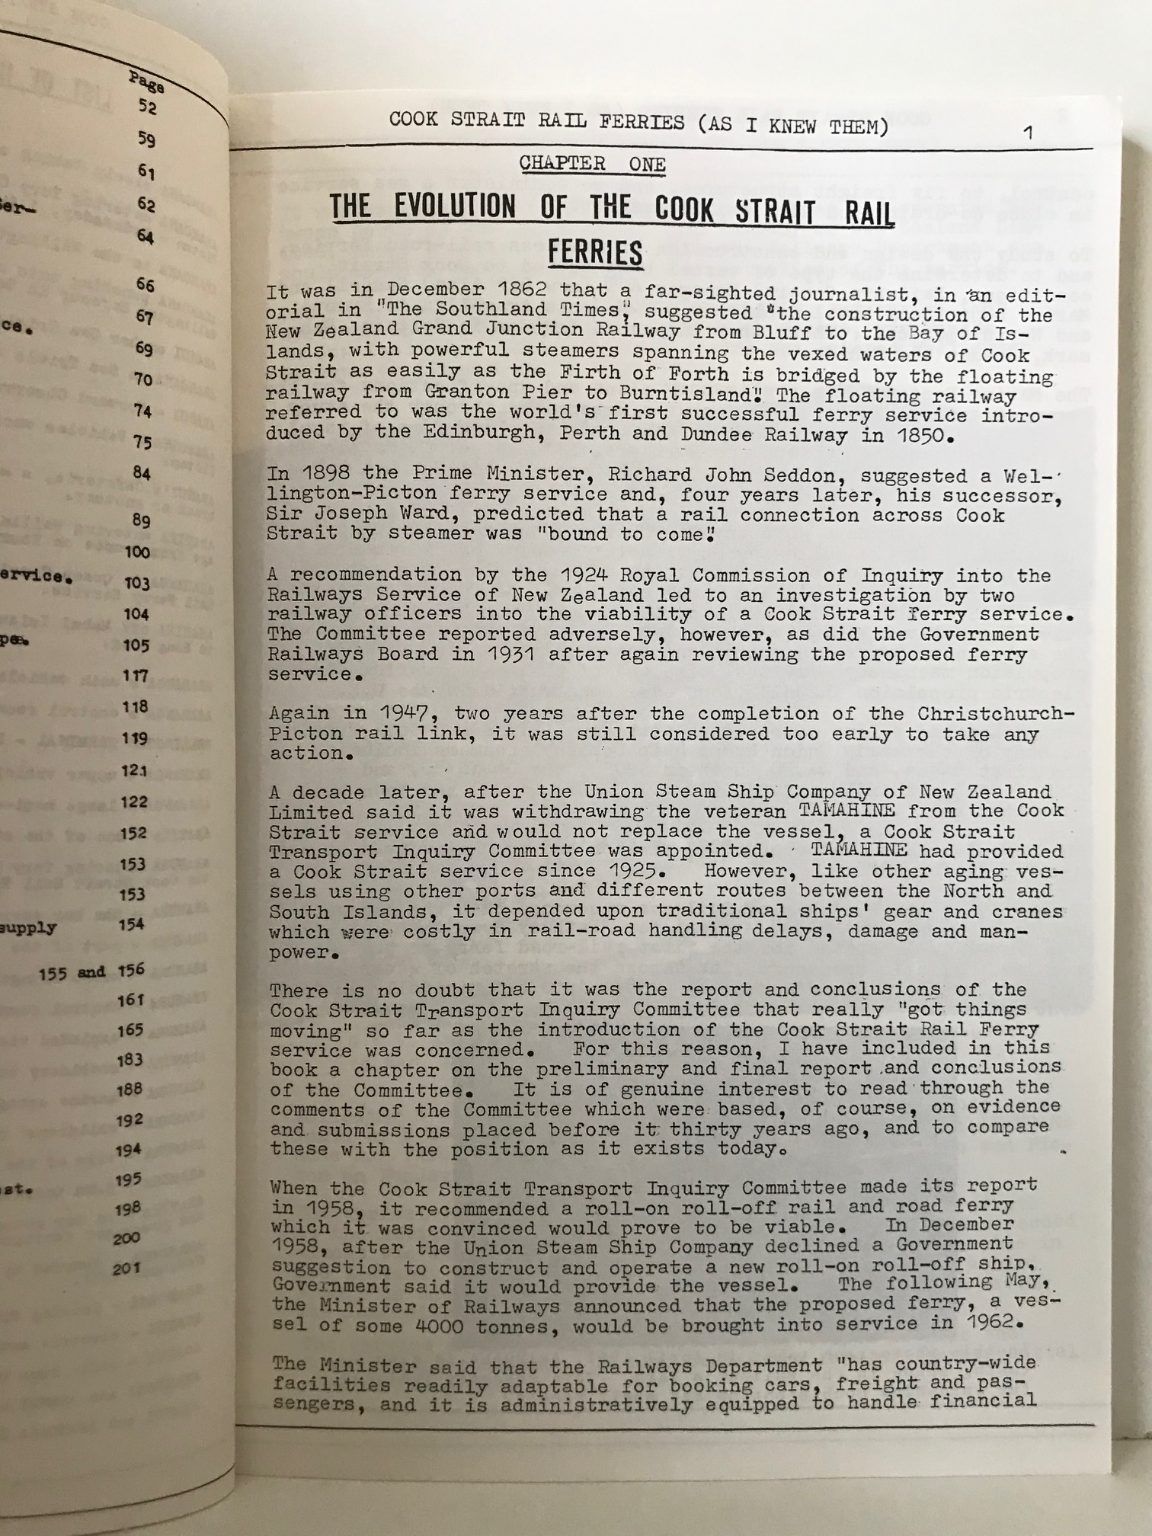 Page
52
59
61
Ser-
62
64
66
67
ce.
69
70
74
75
84
89
100
ervice.
103
104
pe.
105
117
118
119
121
122
152
153
153
supply
154
155 and 156
161
165
183
188
192
194
st.
195
198
200
201
COOK STRAIT RAIL FERRIES (AS I KNEW THEM)
1
CHAPTER ONE
THE EVOLUTION OF THE COOK STRAIT RAIL
FERRIES
It was in December 1862 that a far-sighted journalist, in an edit-
orial in "The Southland Times", suggested "the construction of the
New Zealand Grand Junction Railway from Bluff to the Bay of Is-
lands, with powerful steamers spanning the vexed waters of Cook
Strait as easily as the Firth of Forth is bridged by the floating
railway from Granton Pier to Burntisland". The floating railway
referred to was the world's first successful ferry service intro-
duced by the Edinburgh, Perth and Dundee Railway in 1850.
In 1898 the Prime Minister, Richard John Seddon, suggested a Wel-
lington-Picton ferry service and, four years later, his successor,
Sir Joseph Ward, predicted that a rail connection across Cook
Strait by steamer was "bound to come".
A recommendation by the 1924 Royal Commission of Inquiry into the
Railways Service of New Zealand led to an investigation by two
railway officers into the viability of a Cook Strait ferry service.
The Committee reported adversely, however, as did the Government
Railways Board in 1931 after again reviewing the proposed ferry
service.
Again in 1947, two years after the completion of the Christchurch-
Picton rail link, it was still considered too early to take any
action.
A decade later, after the Union Steam Ship Company of New Zealand
Limited said it was withdrawing the veteran TAMAHINE from the Cook
Strait service and would not replace the vessel, a Cook Strait
Transport Inquiry Committee was appointed. TAMAHINE had provided
a Cook Strait service since 1925. However, like other aging ves-
sels using other ports and different routes between the North and
South Islands, it depended upon traditional ships' gear and cranes
which were costly in rail-road handling delays, damage and man-
power.
There is no doubt that it was the report and conclusions of the
Cook Strait Transport Inquiry Committee that really "got things
moving" so far as the introduction of the Cook Strait Rail Ferry
service was concerned. For this reason, I have included in this
book a chapter on the preliminary and final report and conclusions
of the Committee. It is of genuine interest to read through the
comments of the Committee which were based, of course, on evidence
and submissions placed before it thirty years ago, and to compare
these with the position as it exists today.
When the Cook Strait Transport Inquiry Committee made its report
in 1958, it recommended a roll-on roll-off rail and road ferry
which it was convinced would prove to be viable. In December
1958, after the Union Steam Ship Company declined a Government
suggestion to construct and operate a new roll-on roll-off ship,
Government said it would provide the vessel. The following May,
the Minister of Railways announced that the proposed ferry, a ves-
sel of some 4000 tonnes, would be brought into service in 1962.
The Minister said that the Railways Department "has country-wide
facilities readily adaptable for booking cars, freight and pas-
sengers, and it is administratively equipped to handle financial